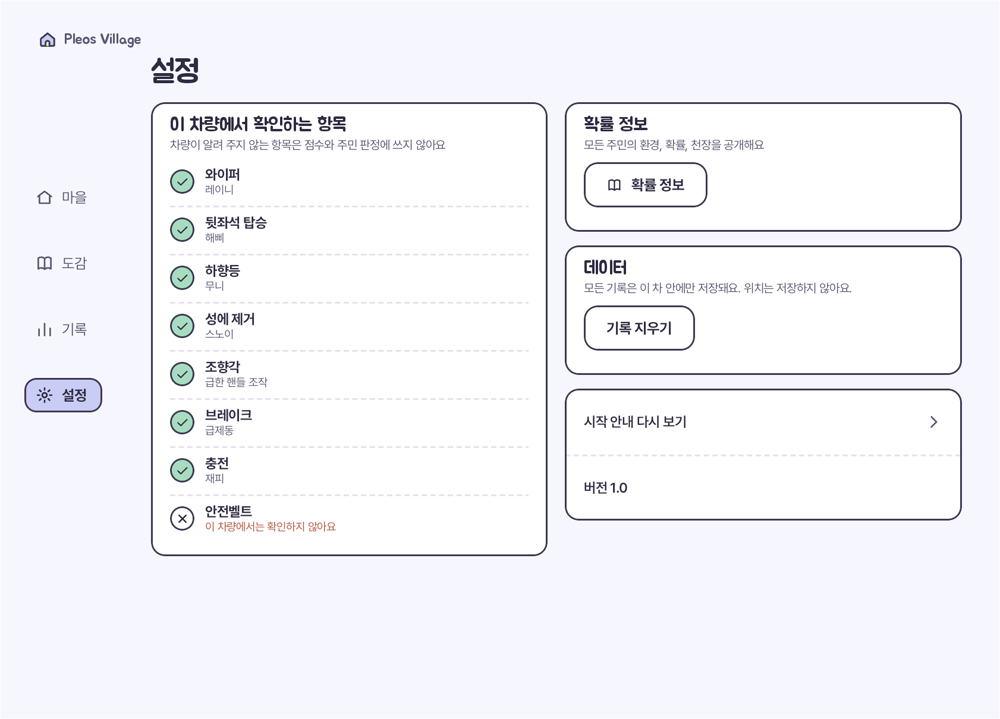 Pleos Village
설정
마을
도감
기록
설정
이 차량에서 확인하는 항목
차량이 알려 주지 않는 항목은 점수와 주민 판정에 쓰지 않아요
와이퍼
레이니
뒷좌석 탑승
해삐
하향등
무니
성에 제거
스노이
조향각
급한 핸들 조작
브레이크
급제동
충전
재피
안전벨트
이 차량에서는 확인하지 않아요
확률 정보
모든 주민의 환경, 확률, 천장을 공개해요
확률 정보
데이터
모든 기록은 이 차 안에만 저장돼요. 위치는 저장하지 않아요.
기록 지우기
시작 안내 다시 보기
버전 1.0